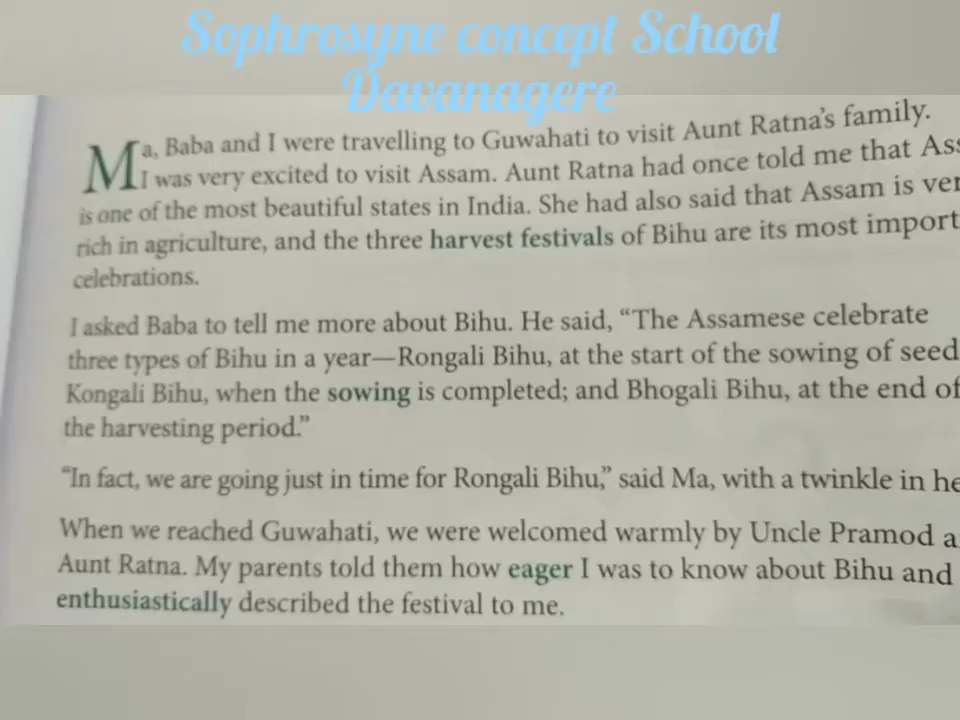 Sophrosyne concept School
Davanagere
Ma, Baba and I were travelling to Guwahati to visit Aunt Ratna's family.
I was very excited to visit Assam. Aunt Ratna had once told me that Ass
is one of the most beautiful states in India. She had also said that Assam is ver
rich in agriculture, and the three harvest festivals of Bihu are its most import
celebrations.
I asked Baba to tell me more about Bihu. He said, “The Assamese celebrate
three types of Bihu in a year—Rongali Bihu, at the start of the sowing of seed
Kongali Bihu, when the sowing is completed; and Bhogali Bihu, at the end of
the harvesting period.”
“In fact, we are going just in time for Rongali Bihu,” said Ma, with a twinkle in he
When we reached Guwahati, we were welcomed warmly by Uncle Pramod a
Aunt Ratna. My parents told them how eager I was to know about Bihu and
enthusiastically described the festival to me.